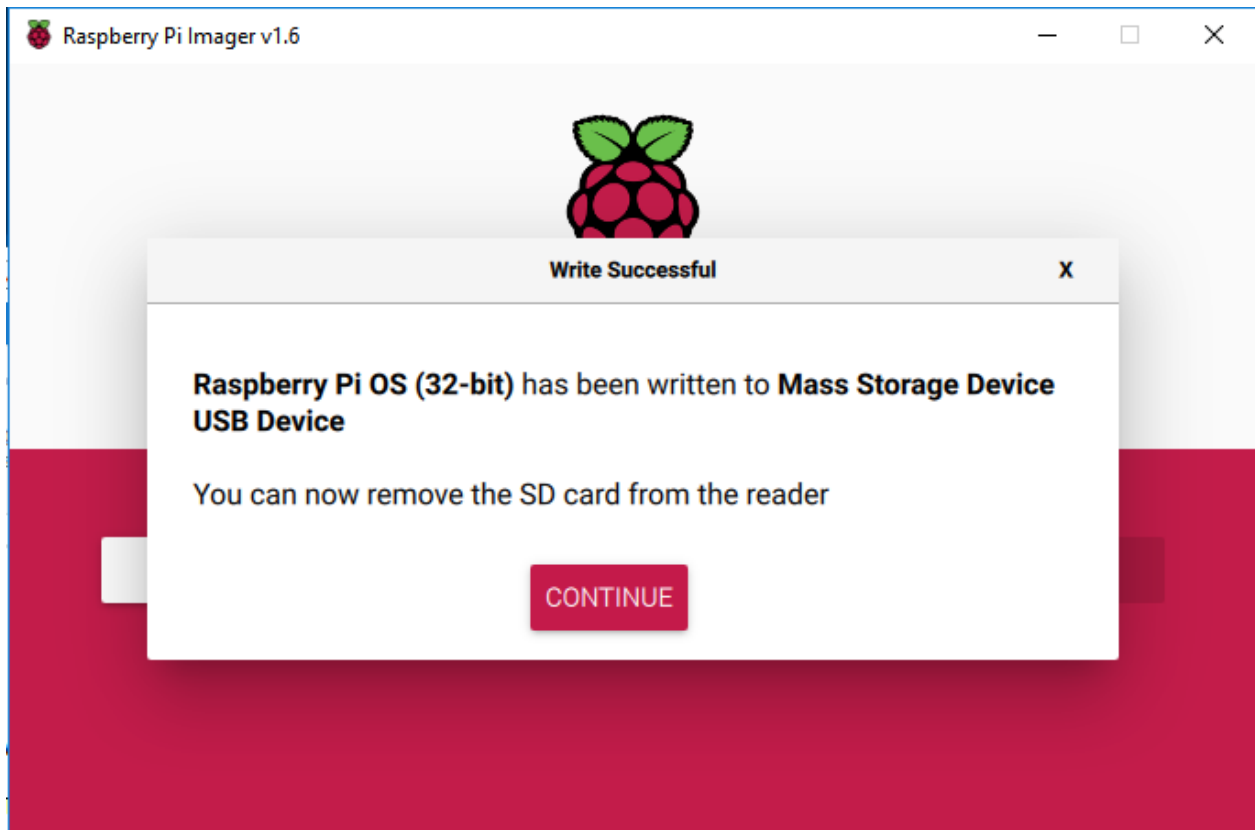 Raspberry Pi Imager v1.6
Write Successful
X
Raspberry Pi OS (32-bit) has been written to Mass Storage Device
USB Device
You can now remove the SD card from the reader
CONTINUE